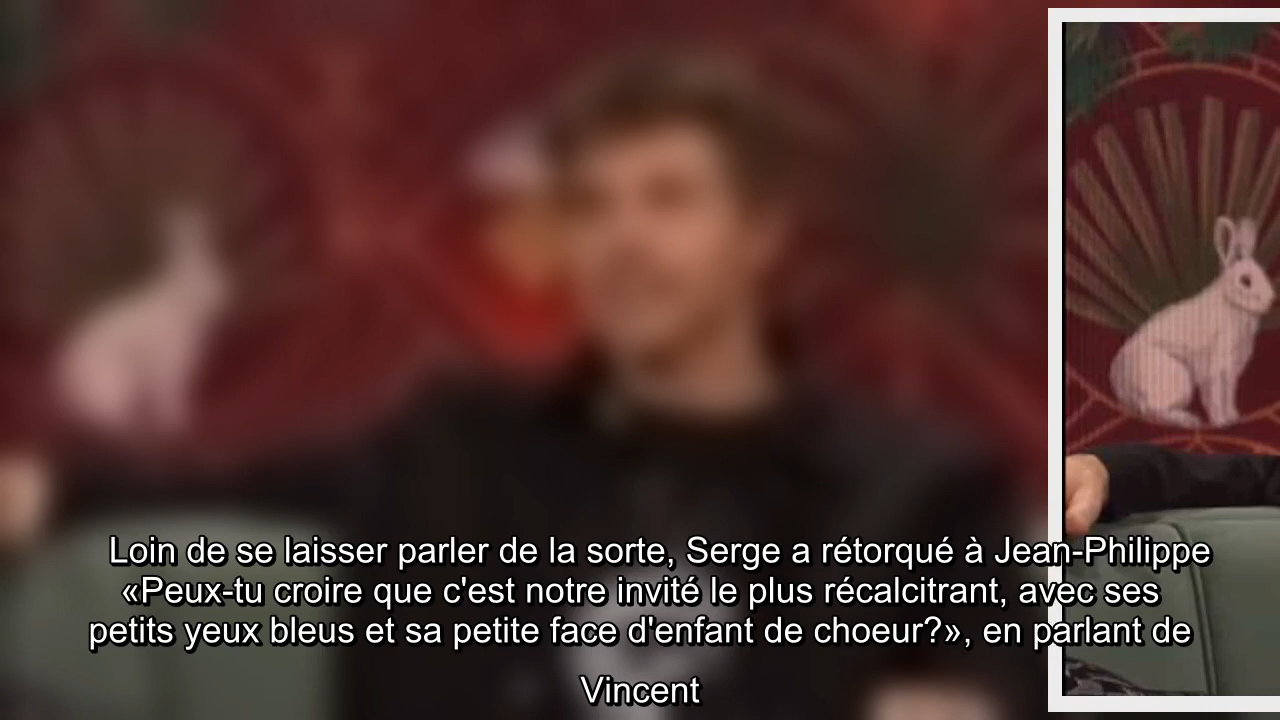 Loin de se laisser parler de la sorte, Serge a rétorqué à Jean-Philippe
«Peux-tu croire que c'est notre invité le plus récalcitrant, avec ses
petits yeux bleus et sa petite face d'enfant de choeur?», en parlant de
Vincent